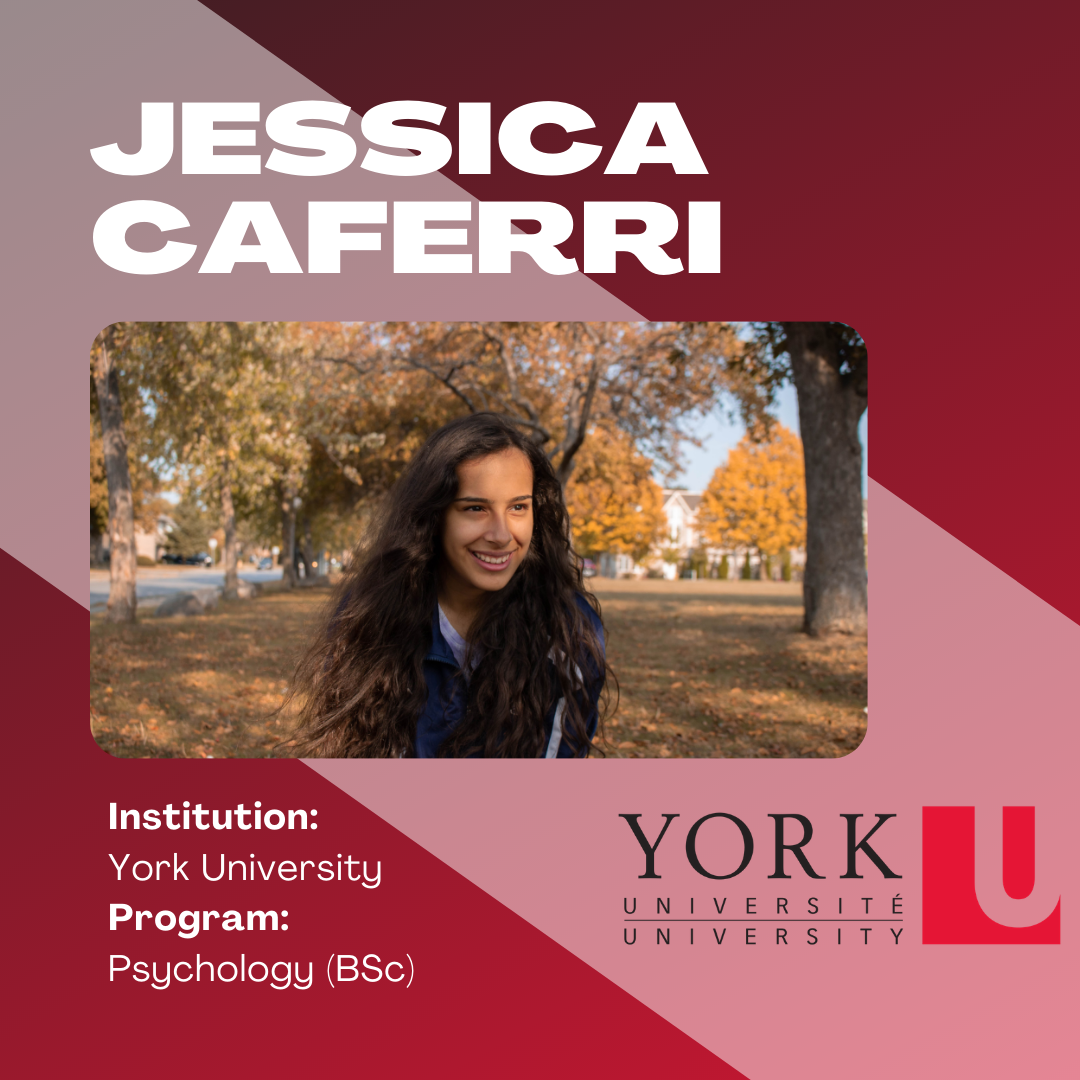 JESSICA
CAFERRI
Institution:
York University
Program:
Psychology (BSc)
YORK
UNIVERSITÉ
UNIVERSITY
U